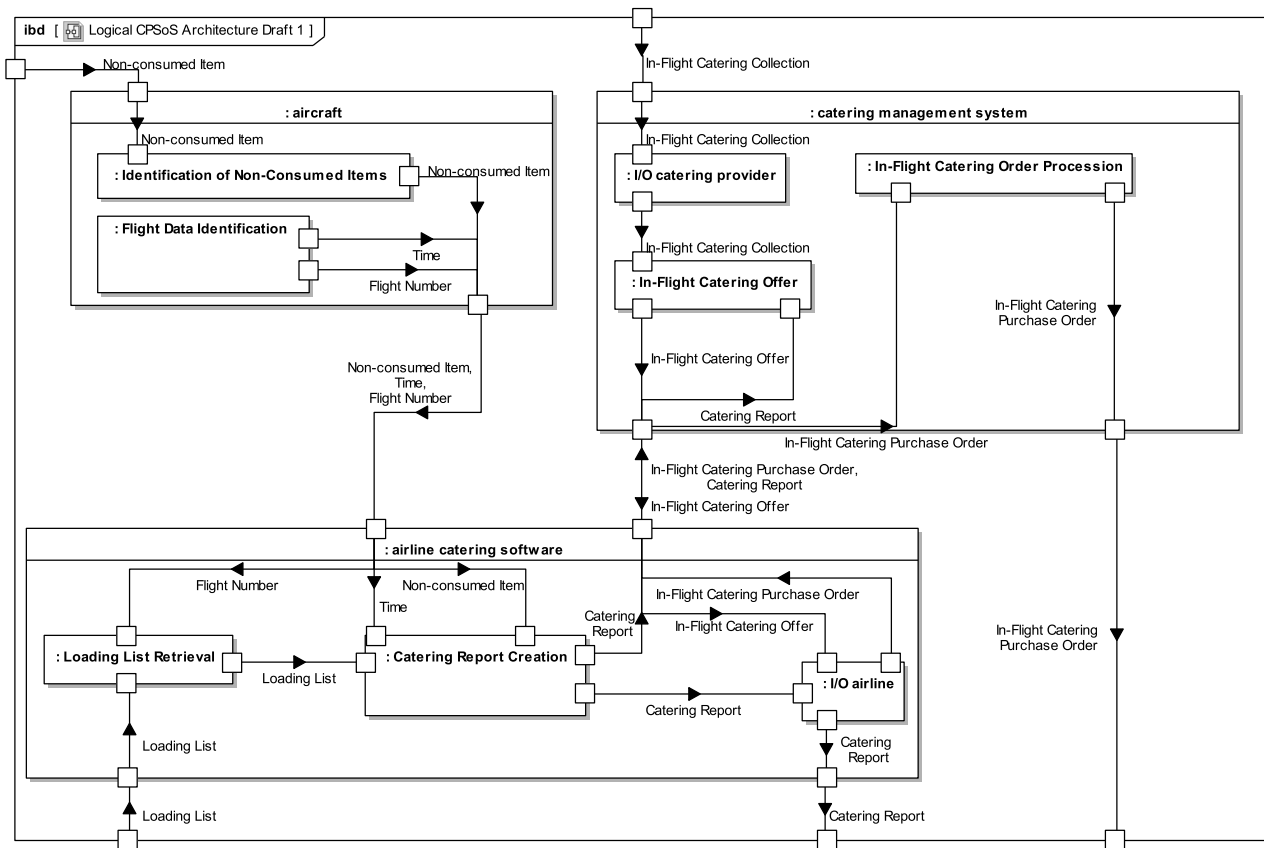 ibd [ Logical CPSoS Architecture Draft 1 ]
Non-consumed Item
In-Flight Catering Collection
: aircraft
: catering management system
Non-consumed Item
In-Flight Catering Collection
: Identification of Non-Consumed Items
Non-consumed Item
: I/O catering provider
: In-Flight Catering Order Procession
: Flight Data Identification
Time
Flight Number
In-Flight Catering Collection
: In-Flight Catering Offer
In-Flight Catering
Purchase Order
In-Flight Catering Offer
Catering Report
In-Flight Catering Purchase Order
Non-consumed Item,
Time,
Flight Number
In-Flight Catering Purchase Order,
Catering Report
In-Flight Catering Offer
: airline catering software
Flight Number
Non-consumed Item
Time
In-Flight Catering Purchase Order
Catering
Report
In-Flight Catering Offer
In-Flight Catering
Purchase Order
: Loading List Retrieval
Loading List
: Catering Report Creation
: I/O airline
Catering Report
Loading List
Catering
Report
Loading List
Catering Report